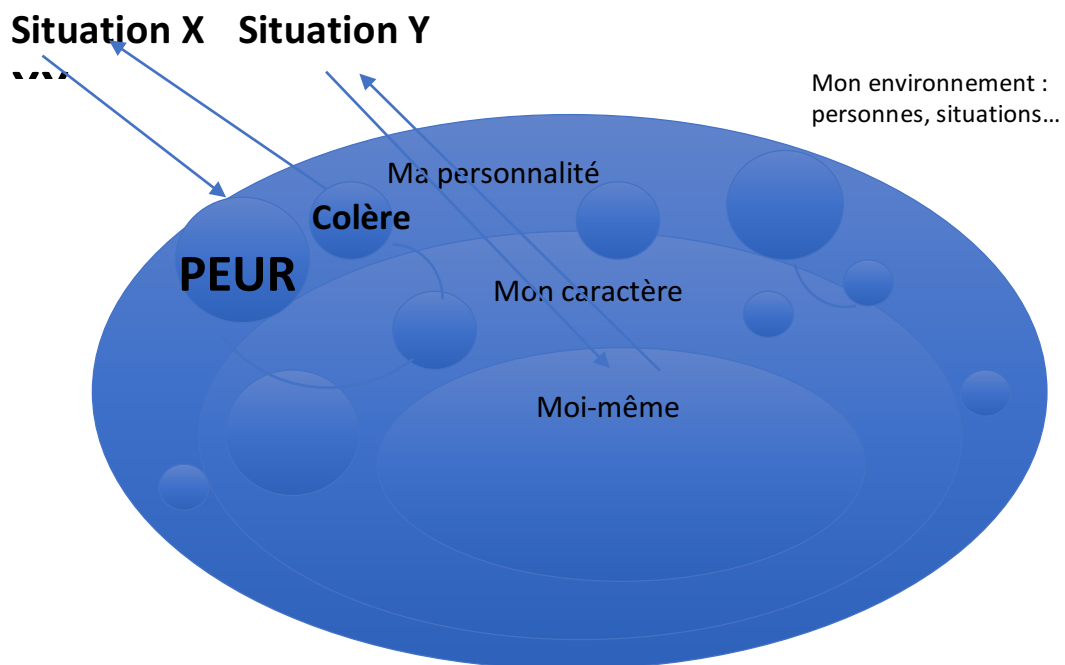 Situation X Situation Y
Mon environnement :
personnes, situations…
Ma personnalité
Colère
PEUR
Mon caractère
Moi-même